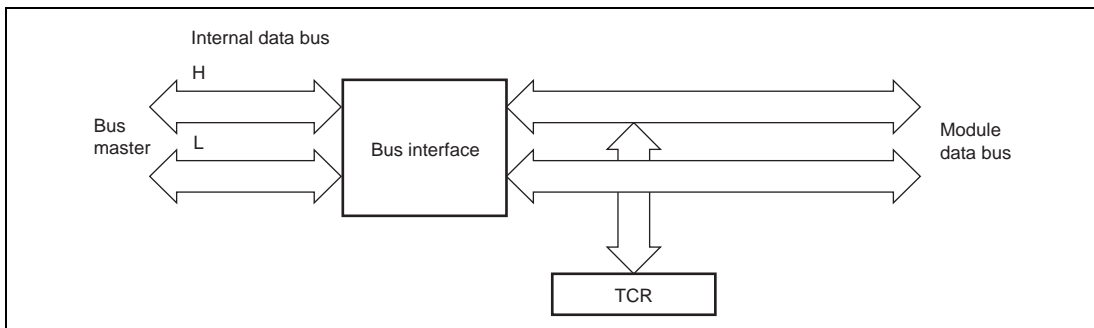 Internal data bus
H
Bus
master
L
Bus interface
Module
data bus
TCR